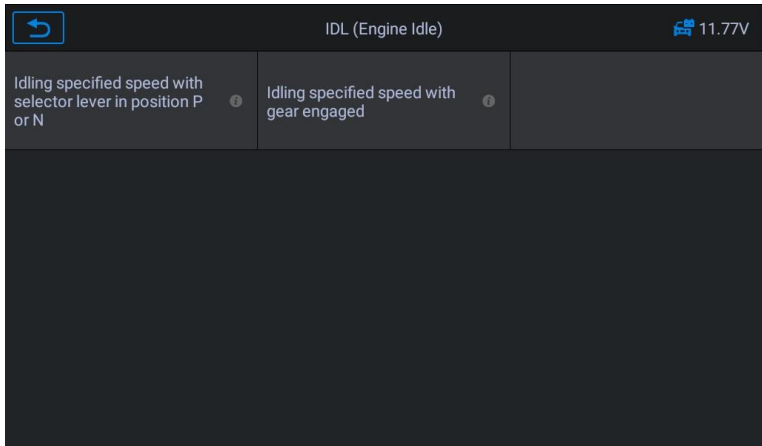 IDL (Engine Idle)
11.77V
Idling specified speed with
selector lever in position P
or N
Idling specified speed with
gear engaged